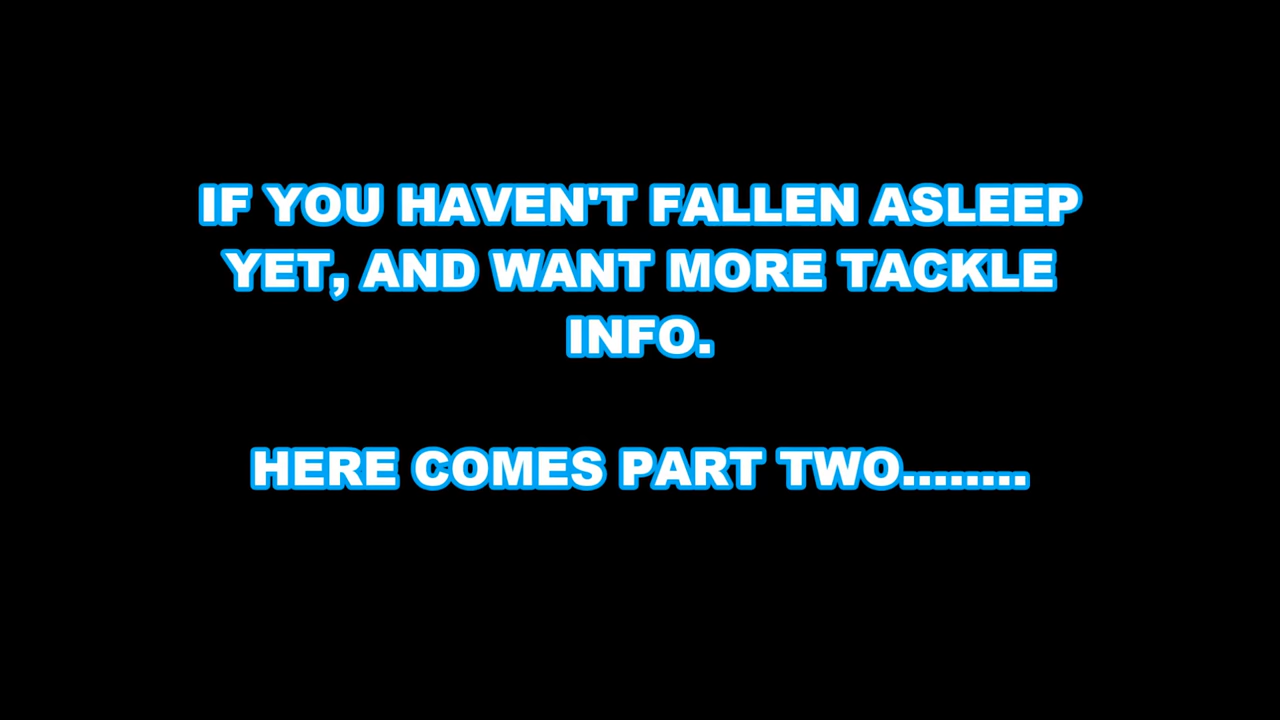 IF YOU HAVEN'T FALLEN ASLEEP
YET, AND WANT MORE TACKLE
INFO.
HERE COMES PART TWO........